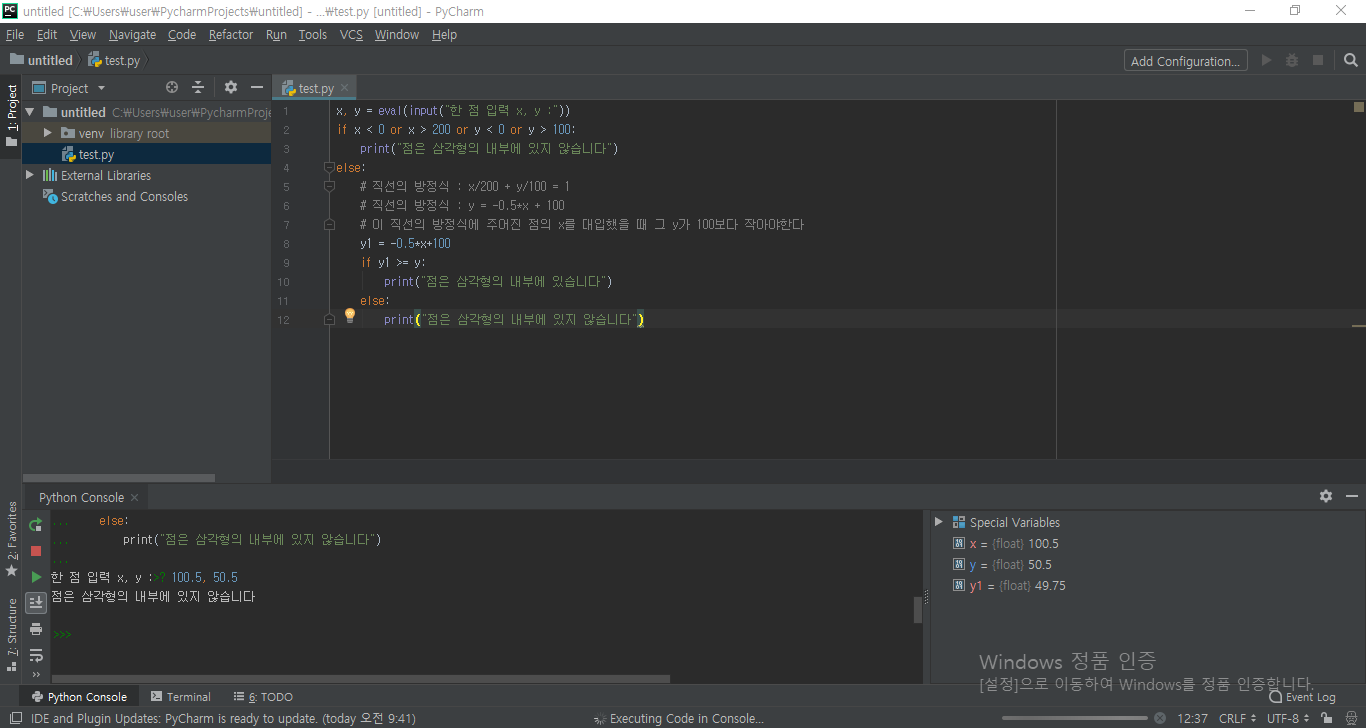 untitled [C:₩Users₩user₩PycharmProjects₩untitled] - ...₩test.py [untitled] - PyCharm
File Edit View Navigate Code Refactor Run Tools VCS Window Help
untitled test.py Add Configuration...
1: Project
Project
test.py
untitled C:₩Users₩user₩PycharmProje
venv library root
test.py
External Libraries
Scratches and Consoles
1 x, y = eval(input("한 점 입력 x, y :"))
2 if x < 0 or x > 200 or y < 0 or y > 100:
3 print("점은 삼각형의 내부에 있지 않습니다")
4 else:
5 # 직선의 방정식 : x/200 + y/100 = 1
6 # 직선의 방정식 : y = -0.5*x + 100
7 # 이 직선의 방정식에 주어진 점의 x를 대입했을 때 그 y가 100보다 작아야한다
8 y1 = -0.5*x+100
9 if y1 >= y:
10 print("점은 삼각형의 내부에 있습니다")
11 else:
12 print("점은 삼각형의 내부에 있지 않습니다")
2: Favorites
7: Structure
Python Console
... else:
... print("점은 삼각형의 내부에 있지 않습니다")
...
한 점 입력 x, y :>? 100.5, 50.5
점은 삼각형의 내부에 있지 않습니다
>>>
Special Variables
x = {float} 100.5
y = {float} 50.5
y1 = {float} 49.75
Windows 정품 인증
[설정]으로 이동하여 Windows를 정품 인증합니다.
Python Console Terminal 6: TODO Event Log
IDE and Plugin Updates: PyCharm is ready to update. (today 오전 9:41) Executing Code in Console... 12:37 CRLF UTF-8